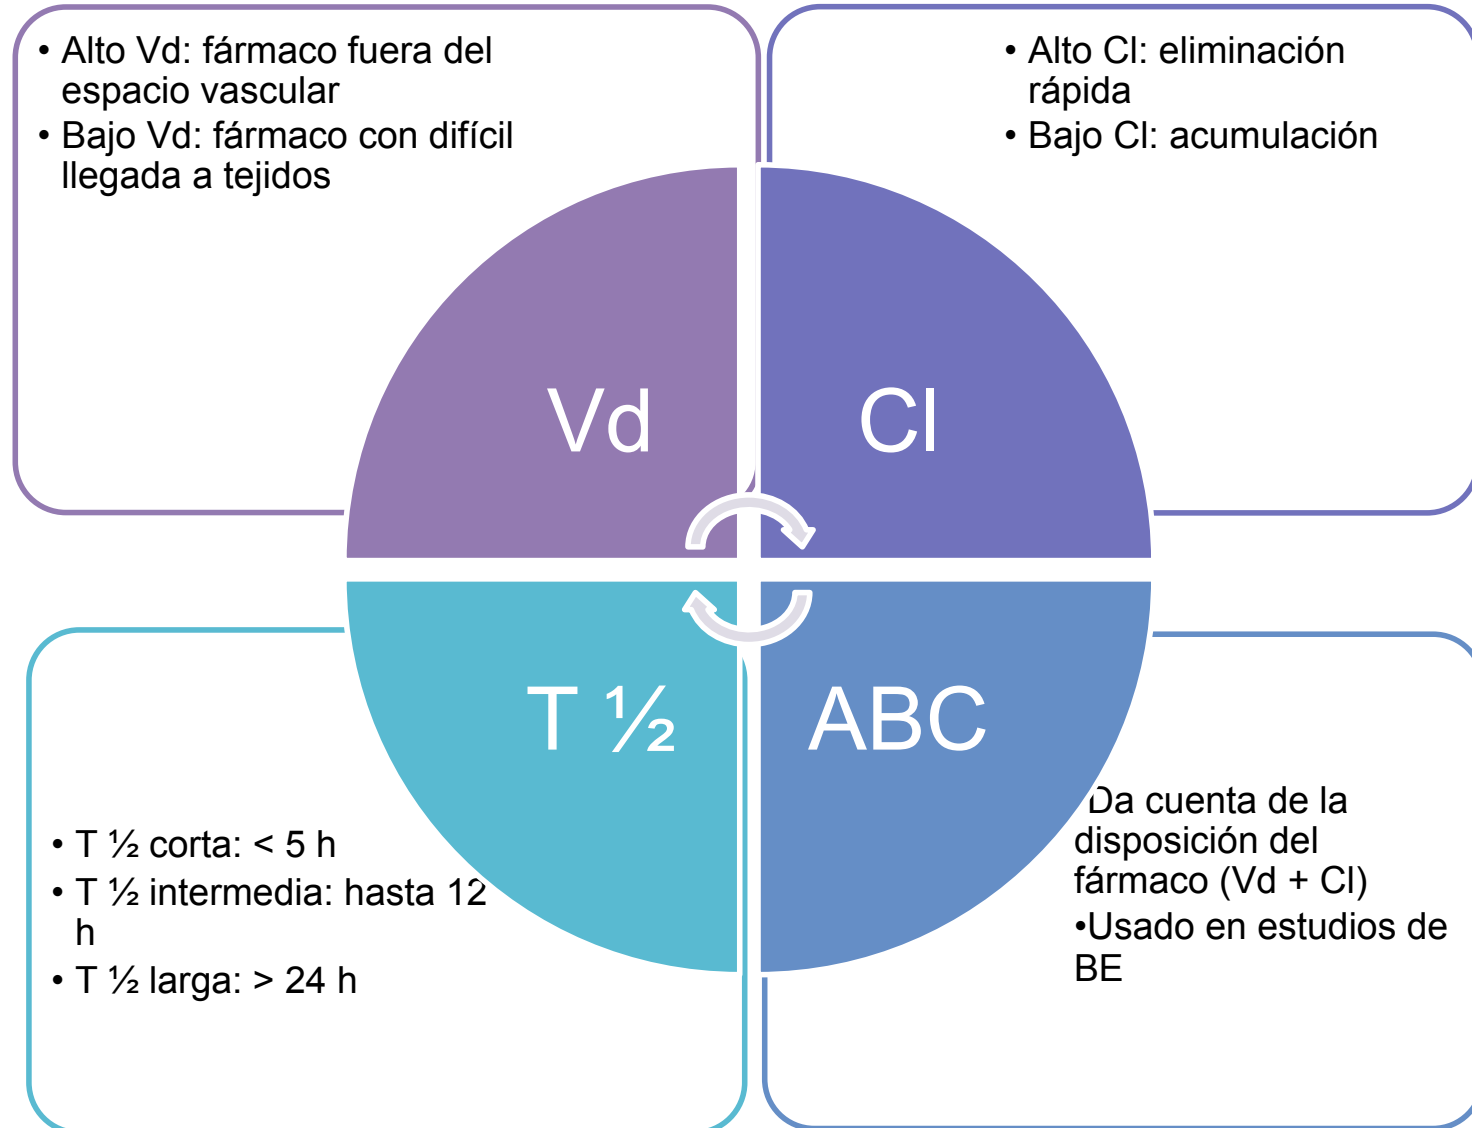 • Alto Vd: fármaco fuera del
espacio vascular
• Bajo Vd: fármaco con difícil
llegada a tejidos
• Alto Cl: eliminación
rápida
• Bajo Cl: acumulación
Vd
Cl
T ½
ABC
• T ½ corta: < 5 h
• T ½ intermedia: hasta 12
h
• T ½ larga: > 24 h
Da cuenta de la
disposición del
fármaco (Vd + Cl)
•Usado en estudios de
BE